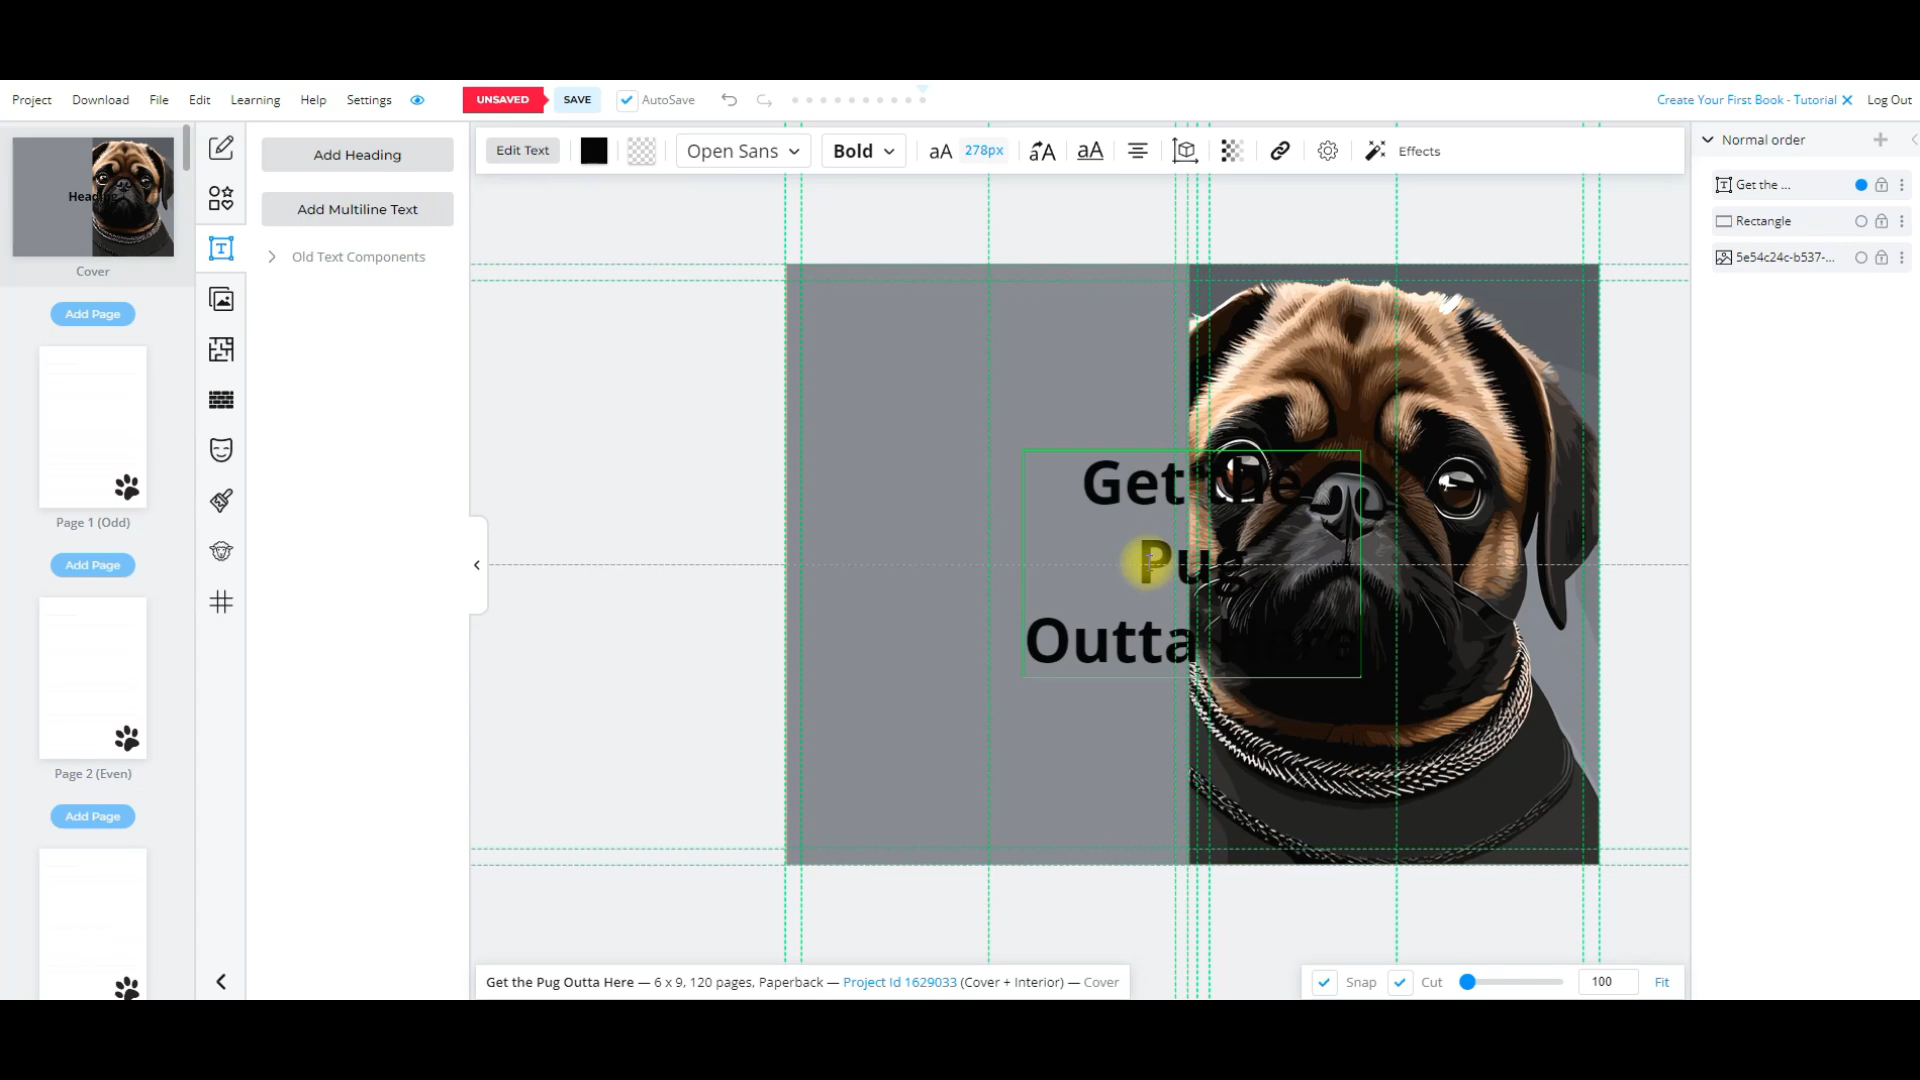 Project Download File Edit Learning Help Settings UNSAVED SAVE AutoSave Create Your First Book - Tutorial Log Out
Cover
Add Page
Page 1 (Odd)
Add Page
Page 2 (Even)
Add Page
Add Heading
Add Multiline Text
Old Text Components
Edit Text Open Sans Bold aA 278px Effects
Get the
Pug
Outta Here
Get the Pug Outta Here — 6 x 9, 120 pages, Paperback — Project Id 1629033 (Cover + Interior) — Cover
Snap Cut 100 Fit
Normal order
Get the ...
Rectangle
5e54c24c-b537-...